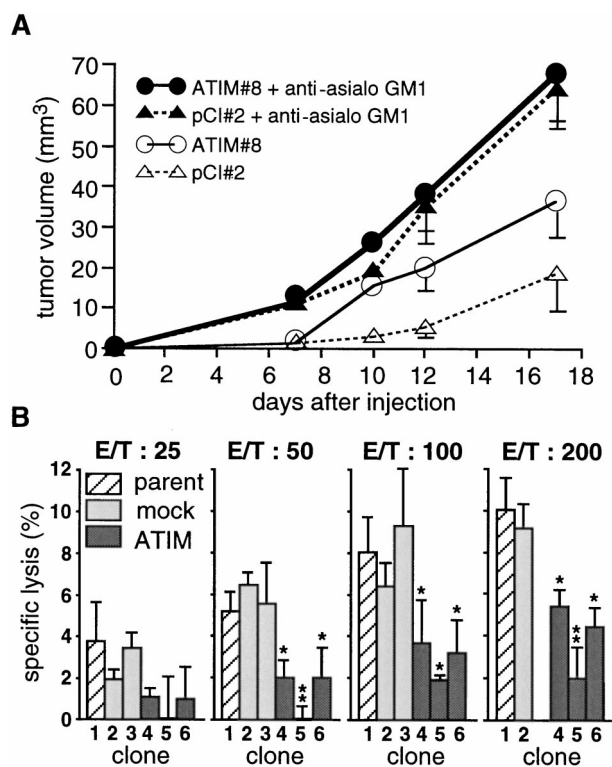 A
tumor volume (mm³)
70
60
50
40
30
20
10
0
ATIM#8 + anti-asialo GM1
pCI#2 + anti-asialo GM1
ATIM#8
pCI#2
0 2 4 6 8 10 12 14 16 18
days after injection
B
E/T : 25 E/T : 50 E/T : 100 E/T : 200
specific lysis (%)
12
10
8
6
4
2
0
parent
mock
ATIM
* ** *
* * *
* ** *
1 2 3 4 5 6 1 2 3 4 5 6 1 2 3 4 5 6 1 2 4 5 6
clone clone clone clone